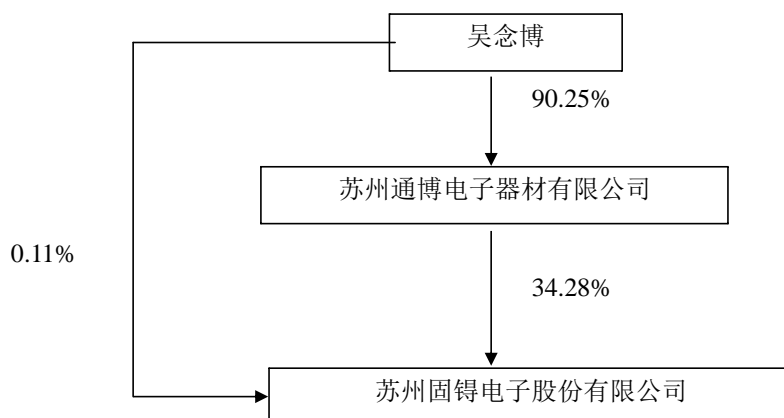 吴念博
90.25%
苏州通博电子器材有限公司
0.11%
34.28%
苏州固锝电子股份有限公司